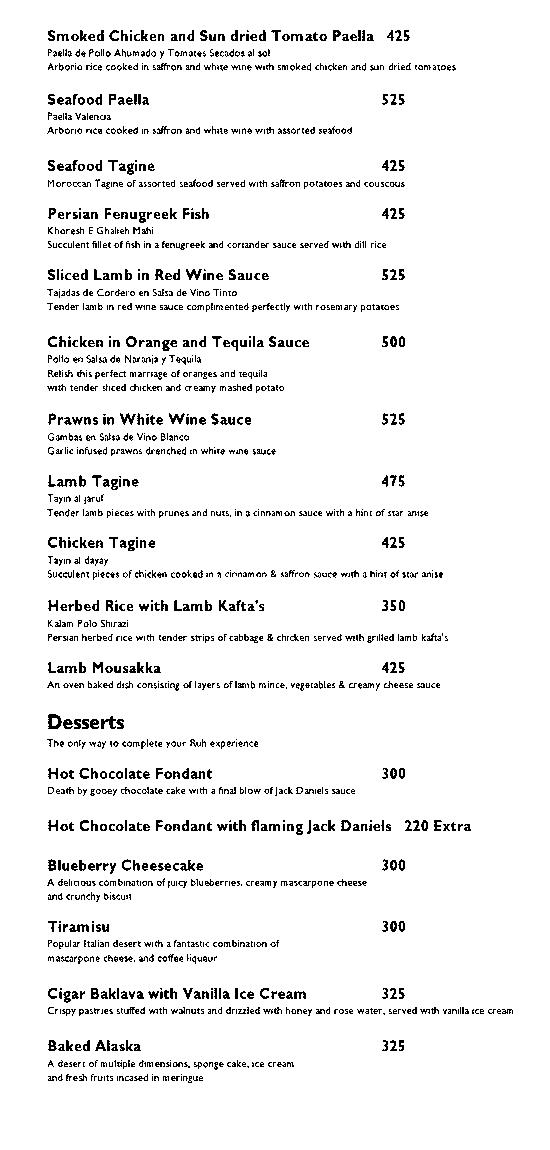 Smoked Chicken and Sun dried Tomato Paella 425
Paella de Pollo Ahumado y Tomates Secados al sol
Arborio rice cooked in saffron and white wine with smoked chicken and sun dried tomatoes
Seafood Paella 525
Paella Valencia
Arborio rice cooked in saffron and white wine with assorted seafood
Seafood Tagine 425
Moroccan Tagine of assorted seafood served with saffron potatoes and couscous
Persian Fenugreek Fish 425
Khoresh E Ghalieh Mahi
Succulent fillet of fish in a fenugreek and coriander sauce served with dill rice
Sliced Lamb in Red Wine Sauce 525
Tajadas de Cordero en Salsa de Vino Tinto
Tender lamb in red wine sauce complimented perfectly with rosemary potatoes
Chicken in Orange and Tequila Sauce 500
Pollo en Salsa de Naranja y Tequila
Relish this perfect marriage of oranges and tequila
with tender sliced chicken and creamy mashed potato
Prawns in White Wine Sauce 525
Gambas en Salsa de Vino Blanco
Garlic infused prawns drenched in white wine sauce
Lamb Tagine 475
Tayin al jaruf
Tender lamb pieces with prunes and nuts, in a cinnamon sauce with a hint of star anise
Chicken Tagine 425
Tayin al dayay
Succulent pieces of chicken cooked in a cinnamon & saffron sauce with a hint of star anise
Herbed Rice with Lamb Kafta's 350
Kalam Polo Shirazi
Persian herbed rice with tender strips of cabbage & chicken served with grilled lamb kafta's
Lamb Mousakka 425
An oven baked dish consisting of layers of lamb mince, vegetables & creamy cheese sauce
Desserts
The only way to complete your Ruh experience
Hot Chocolate Fondant 300
Death by gooey chocolate cake with a final blow of Jack Daniels sauce
Hot Chocolate Fondant with flaming Jack Daniels 220 Extra
Blueberry Cheesecake 300
A delicious combination of juicy blueberries, creamy mascarpone cheese
and crunchy biscuit
Tiramisu 300
Popular Italian desert with a fantastic combination of
mascarpone cheese, and coffee liqueur
Cigar Baklava with Vanilla Ice Cream 325
Crispy pastries stuffed with walnuts and drizzled with honey and rose water, served with vanilla ice cream
Baked Alaska 325
A desert of multiple dimensions, sponge cake, ice cream
and fresh fruits incased in meringue